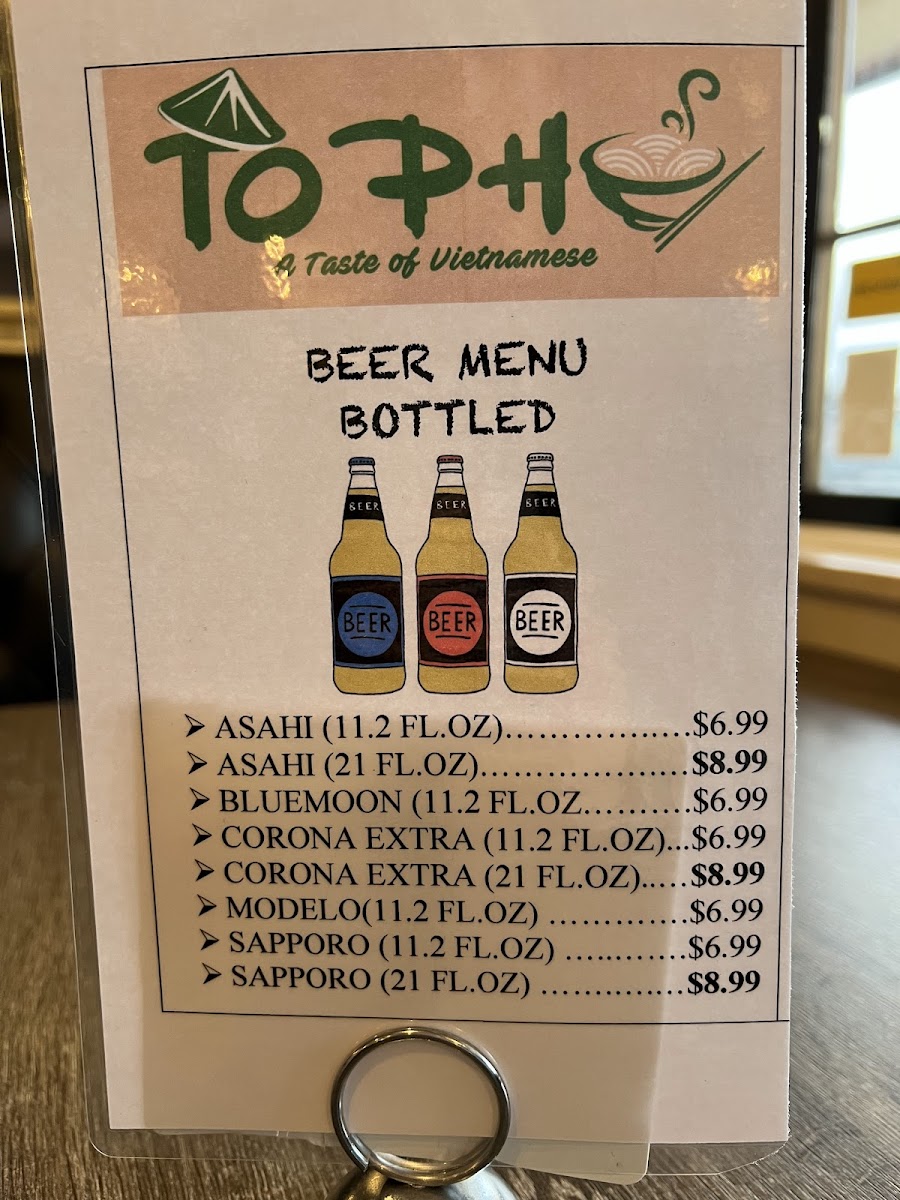 TO PHO
A Taste of Vietnamese
BEER MENU
BOTTLED
BEER BEER BEER
BEER BEER BEER
➢ ASAHI (11.2 FL.OZ)…………….….$6.99
➢ ASAHI (21 FL.OZ)………………….$8.99
➢ BLUEMOON (11.2 FL.OZ……….$6.99
➢ CORONA EXTRA (11.2 FL.OZ)...$6.99
➢ CORONA EXTRA (21 FL.OZ)..…$8.99
➢ MODELO(11.2 FL.OZ) ………….$6.99
➢ SAPPORO (11.2 FL.OZ) …..…….$6.99
➢ SAPPORO (21 FL.OZ) …………..$8.99